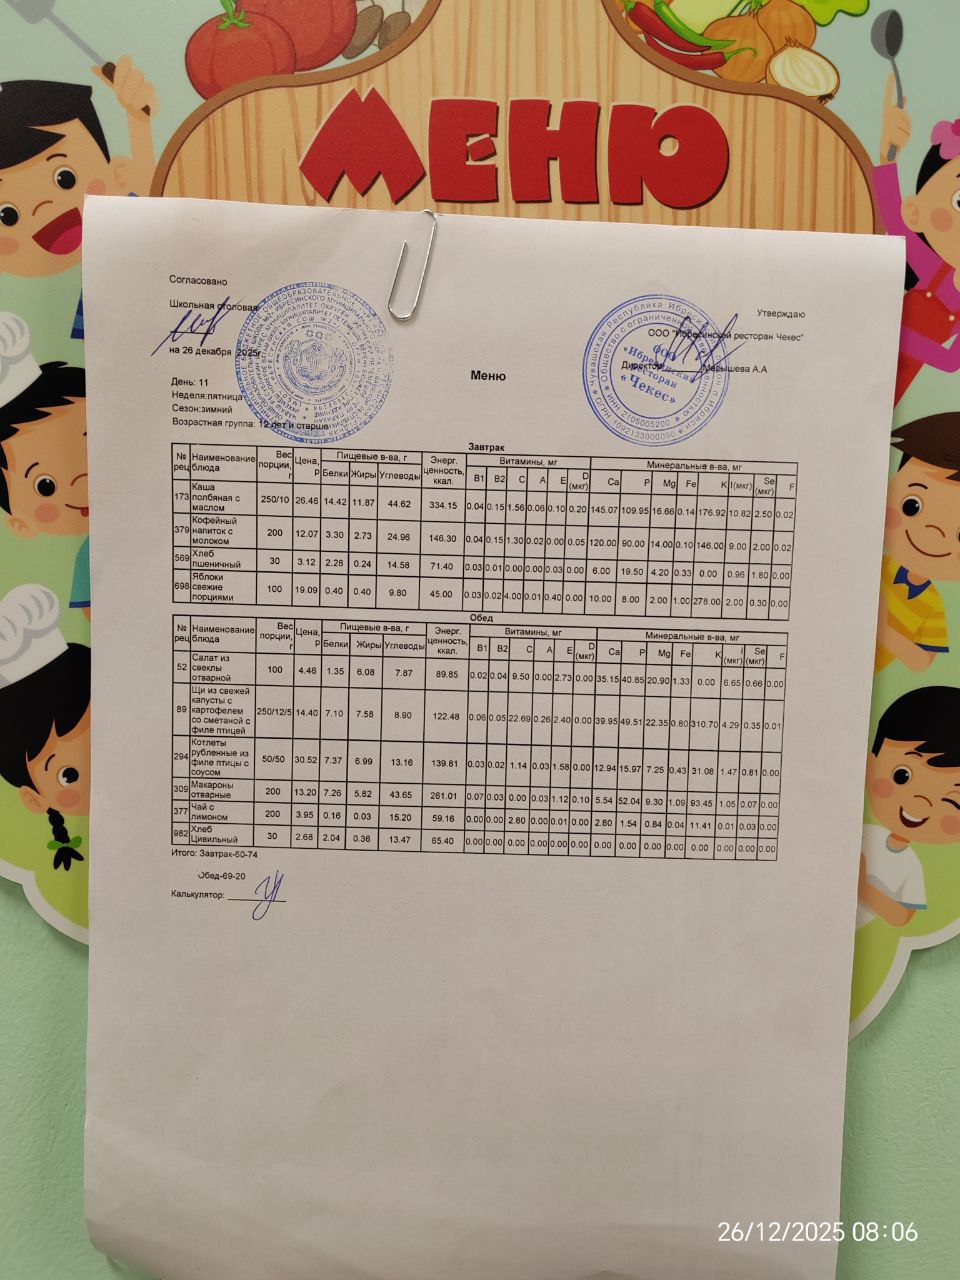 МЕНЮ
Согласовано
Школьная столовая
на 26 декабря 2025г.
День: 11
Неделя:пятница
Сезон:зимний
Возрастная группа: 12 лет и старше
Утверждаю
ООО "Ибресинский ресторан Чекес"
Директор Марышева А.А
Чувашская Республика Ибресинский
Общество с ограниченной ответственностью
ИНН 2105005200
ОГРН 1092133000090
ООО
«Ибресинский
ресторан
«Чекес»
Меню
Завтрак
№ рец Наименование блюда Вес порции, г Цена, р Пищевые в-ва, г Белки Жиры Углеводы Энерг. ценность, ккал. Витамины, мг B1 B2 C A E D (мкг) Минеральные в-ва, мг Ca P Mg Fe K I(мкг) Se (мкг) F
173 Каша полбяная с маслом 250/10 26.46 14.42 11.87 44.62 334.15 0.04 0.15 1.56 0.06 0.10 0.20 145.07 109.95 16.66 0.14 176.92 10.82 2.50 0.02
379 Кофейный напиток с молоком 200 12.07 3.30 2.73 24.96 146.30 0.04 0.15 1.30 0.02 0.00 0.05 120.00 90.00 14.00 0.10 146.00 9.00 2.00 0.02
569 Хлеб пшеничный 30 3.12 2.28 0.24 14.58 71.40 0.03 0.01 0.00 0.00 0.03 0.00 6.00 19.50 4.20 0.33 0.00 0.96 1.80 0.00
698 Яблоки свежие порциями 100 19.09 0.40 0.40 9.80 45.00 0.03 0.02 4.00 0.01 0.40 0.00 10.00 8.00 2.00 1.00 278.00 2.00 0.30 0.00
Обед
№ рец Наименование блюда Вес порции, г Цена, р Пищевые в-ва, г Белки Жиры Углеводы Энерг. ценность, ккал. Витамины, мг B1 B2 C A E D (мкг) Минеральные в-ва, мг Ca P Mg Fe K I (мкг) Se (мкг) F
52 Салат из свеклы отварной 100 4.46 1.35 6.08 7.87 89.85 0.02 0.04 9.50 0.00 2.73 0.00 35.15 40.85 20.90 1.33 0.00 6.65 0.66 0.00
89 Щи из свежей капусты с картофелем со сметаной с филе птицей 250/12/5 14.40 7.10 7.58 8.90 122.48 0.06 0.05 22.69 0.26 2.40 0.00 39.95 49.51 22.35 0.80 310.70 4.29 0.35 0.01
294 Котлеты рубленные из филе птицы с соусом 50/50 30.52 7.37 6.99 13.16 139.81 0.03 0.02 1.14 0.03 1.58 0.00 12.94 15.97 7.25 0.43 31.08 1.47 0.81 0.00
309 Макароны отварные 200 13.20 7.26 5.82 43.65 261.01 0.07 0.03 0.00 0.03 1.12 0.10 5.54 52.04 9.30 1.09 93.45 1.05 0.07 0.00
377 Чай с лимоном 200 3.95 0.16 0.03 15.20 59.16 0.00 0.00 2.80 0.00 0.01 0.00 2.80 1.54 0.84 0.04 11.41 0.01 0.03 0.00
982 Хлеб Цивильный 30 2.68 2.04 0.36 13.47 65.40 0.00 0.00 0.00 0.00 0.00 0.00 0.00 0.00 0.00 0.00 0.00 0.00 0.00 0.00
Итого: Завтрак-60-74
Обед-69-20
Калькулятор:
26/12/2025 08:06